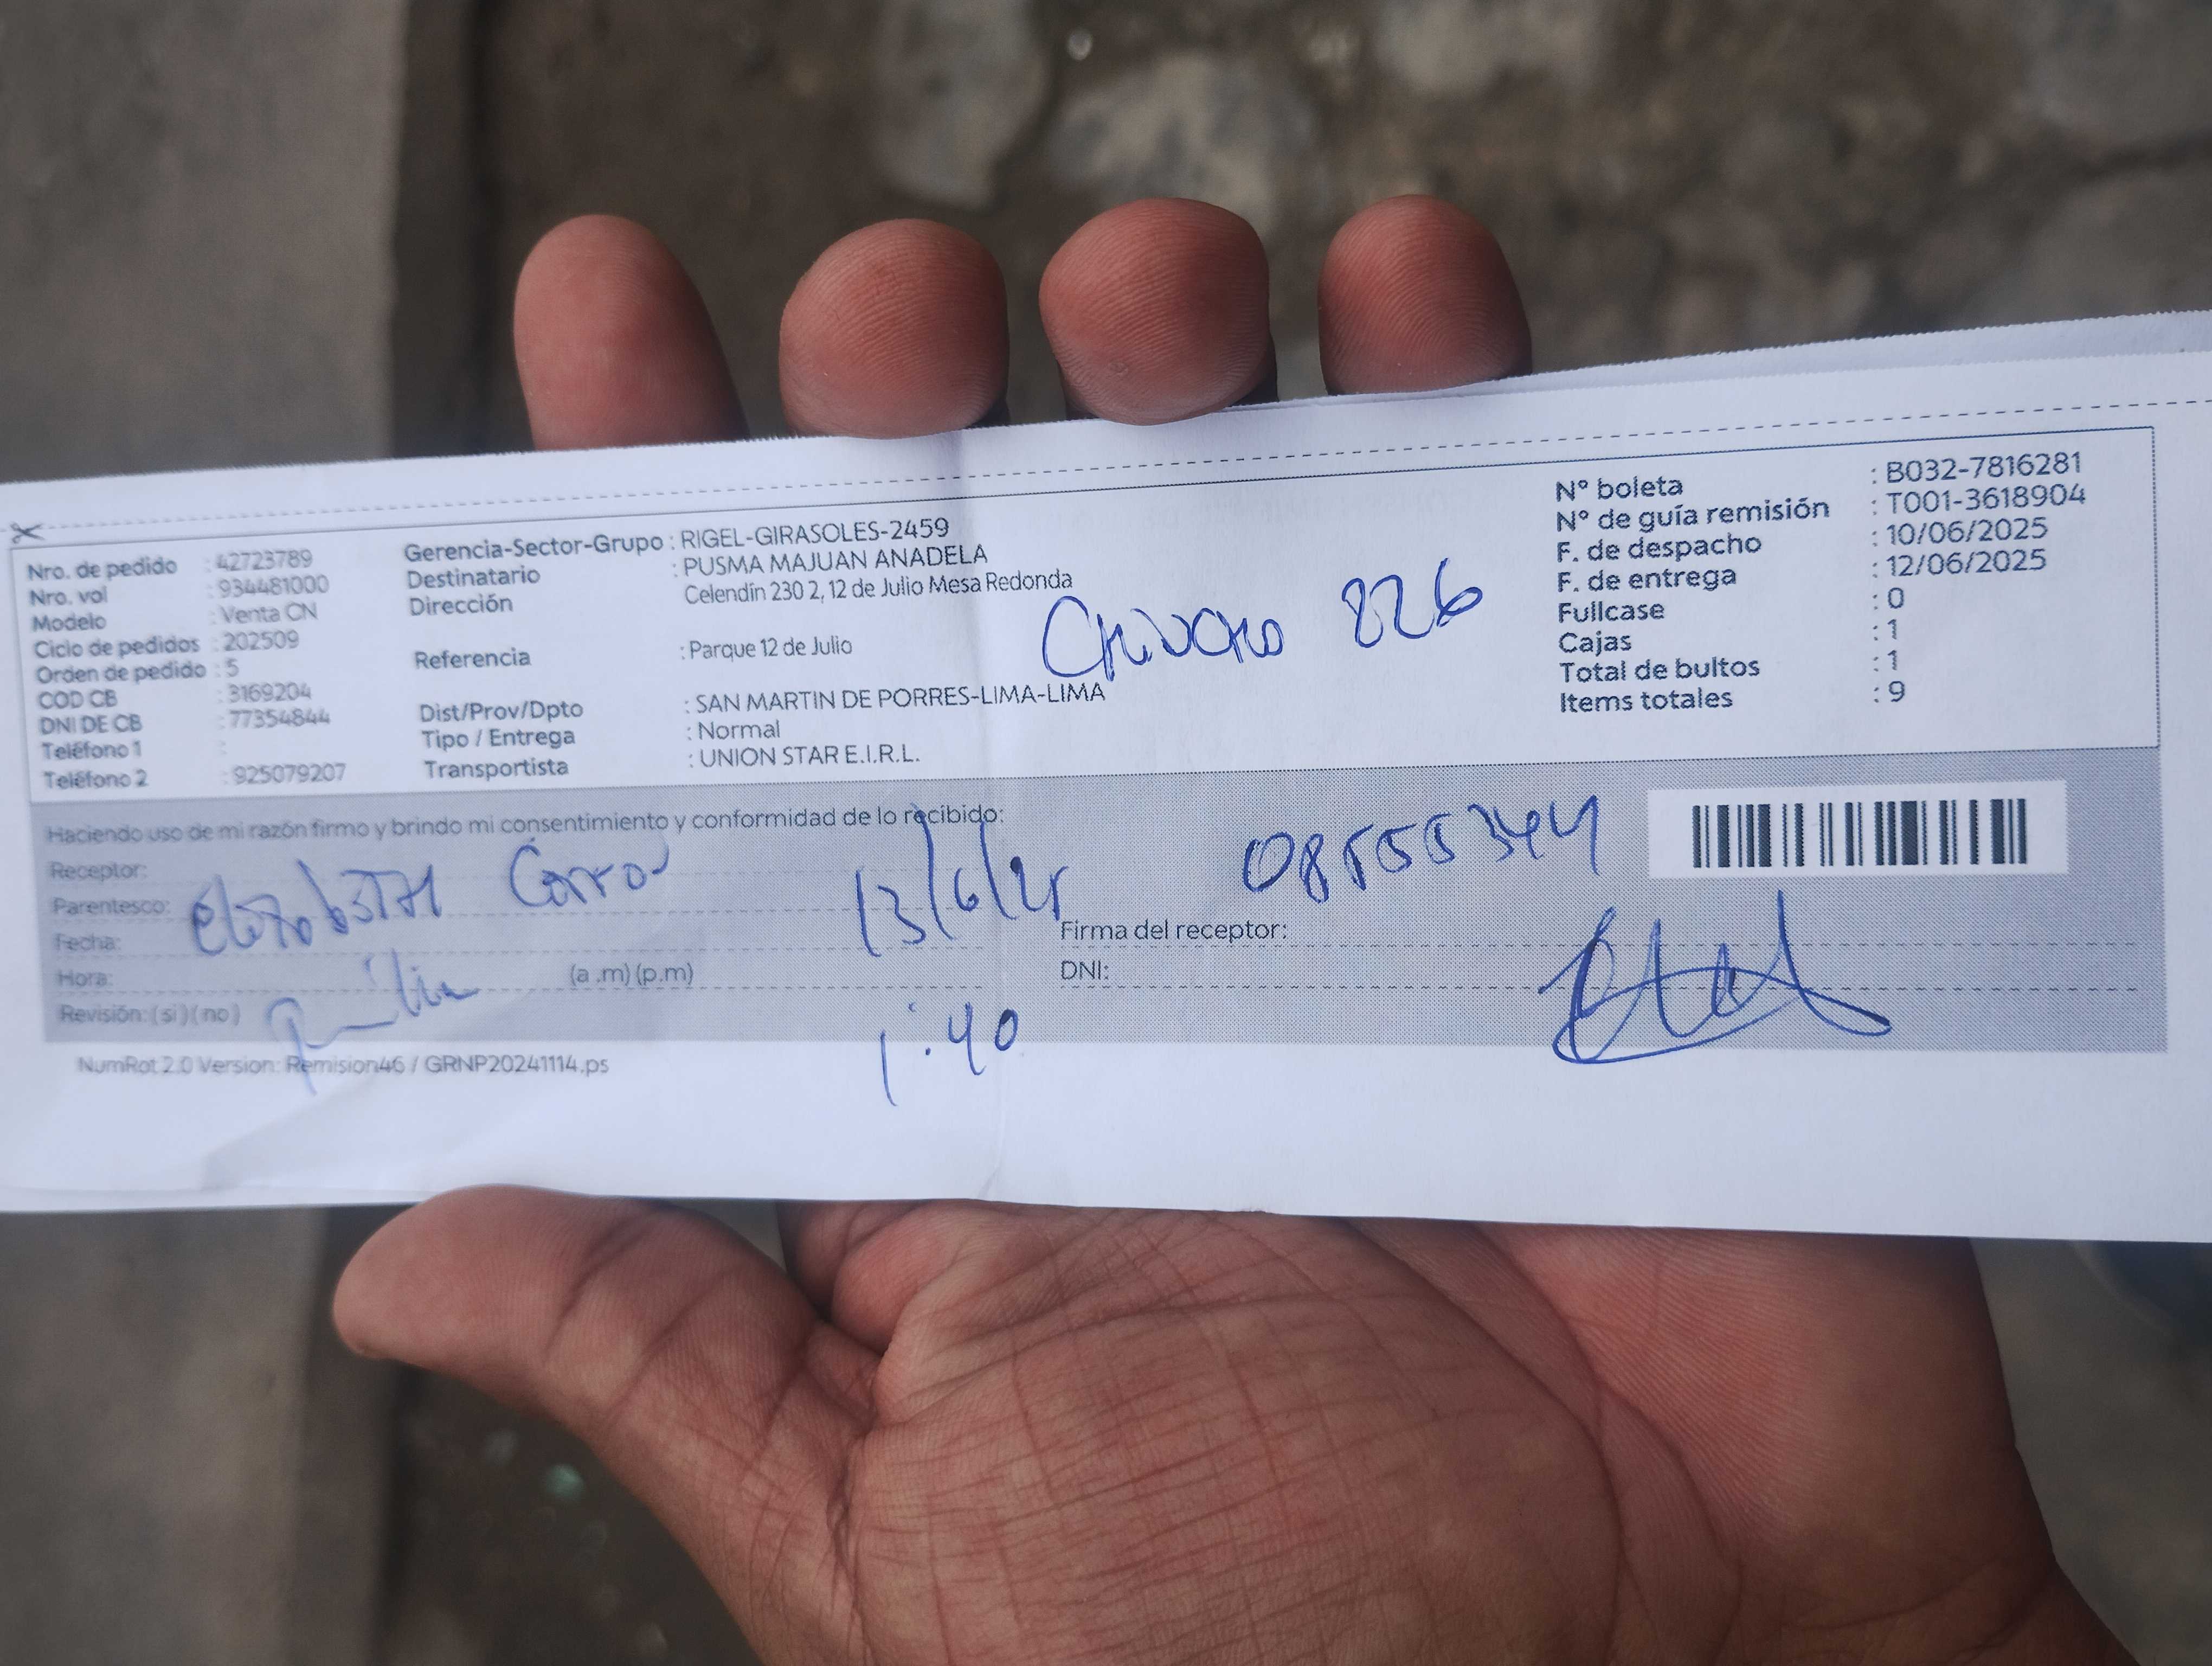 Nro. de pedido : 42723789
Nro. vol : 934481000
Modelo : Venta CN
Ciclo de pedidos : 202509
Orden de pedido : 5
COD CB : 3169204
DNI DE CB : 77354844
Teléfono 1 :
Teléfono 2 : 925079207
Gerencia-Sector-Grupo : RIGEL-GIRASOLES-2459
Destinatario : PUSMA MAJUAN ANADELA
Dirección Celendín 230 2, 12 de Julio Mesa Redonda
Referencia : Parque 12 de Julio
Dist/Prov/Dpto : SAN MARTIN DE PORRES-LIMA-LIMA
Tipo / Entrega : Normal
Transportista : UNION STAR E.I.R.L.
826
N° boleta : B032-7816281
N° de guía remisión : T001-3618904
F. de despacho : 10/06/2025
F. de entrega : 12/06/2025
Fullcase : 0
Cajas : 1
Total de bultos : 1
Items totales : 9
Haciendo uso de mi razón firmo y brindo mi consentimiento y conformidad de lo recibido:
Receptor:
Parentesco:
Fecha: 13/6/25
Hora: (a .m) (p.m)
Revisión: ( si ) ( no )
1:40
Firma del receptor:
DNI:
NumRot 2.0 Version: Remision46 / GRNP20241114.ps